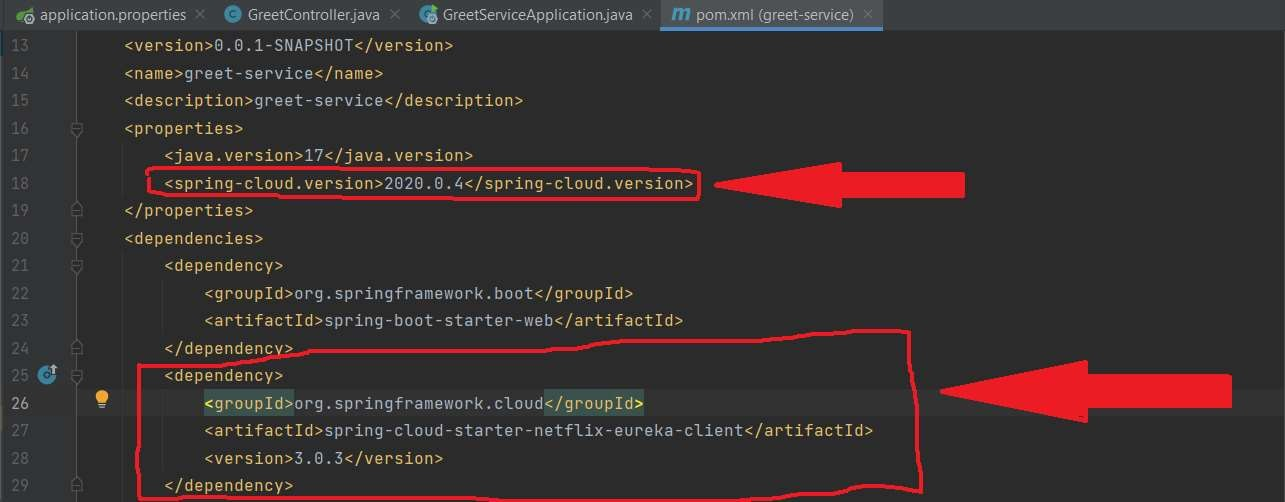 application.properties GreetController.java GreetServiceApplication.java pom.xml (greet-service)
13 <version>0.0.1-SNAPSHOT</version>
14 <name>greet-service</name>
15 <description>greet-service</description>
16 <properties>
17 <java.version>17</java.version>
18 <spring-cloud.version>2020.0.4</spring-cloud.version>
19 </properties>
20 <dependencies>
21 <dependency>
22 <groupId>org.springframework.boot</groupId>
23 <artifactId>spring-boot-starter-web</artifactId>
24 </dependency>
25 <dependency>
26 <groupId>org.springframework.cloud</groupId>
27 <artifactId>spring-cloud-starter-netflix-eureka-client</artifactId>
28 <version>3.0.3</version>
29 </dependency>